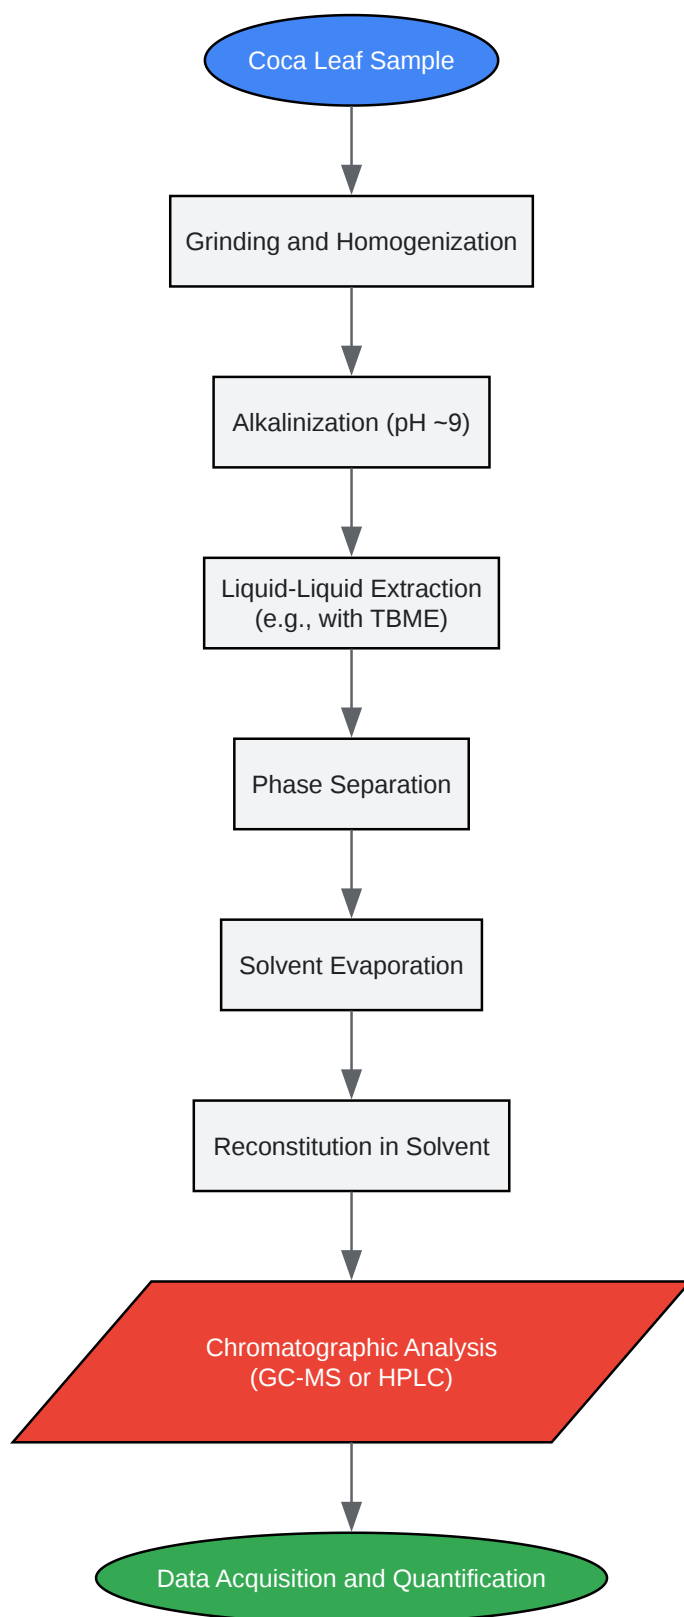 Coca Leaf Sample
Grinding and Homogenization
Alkalinization (pH ~9)
Liquid-Liquid Extraction
(e.g., with TBME)
Phase Separation
Solvent Evaporation
Reconstitution in Solvent
Chromatographic Analysis
(GC-MS or HPLC)
Data Acquisition and Quantification